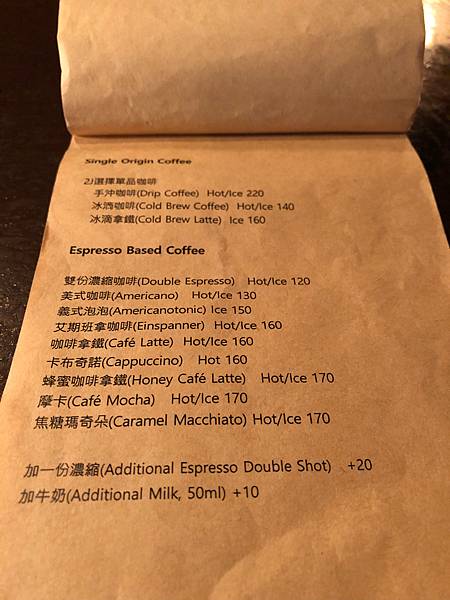 Single Origin Coffee
2)選擇單品咖啡
手沖咖啡(Drip Coffee) Hot/Ice 220
冰滴咖啡(Cold Brew Coffee) Hot/Ice 140
冰滴拿鐵(Cold Brew Latte) Ice 160
Espresso Based Coffee
雙份濃縮咖啡(Double Espresso) Hot/Ice 120
美式咖啡(Americano) Hot/Ice 130
義式泡泡(Americanotonic) Ice 150
艾斯班拿咖啡(Einspanner) Hot/Ice 160
咖啡拿鐵(Café Latte) Hot/Ice 160
卡布奇諾(Cappuccino) Hot 160
蜂蜜咖啡拿鐵(Honey Café Latte) Hot/Ice 170
摩卡(Café Mocha) Hot/Ice 170
焦糖瑪奇朵(Caramel Macchiato) Hot/Ice 170
加一份濃縮(Additional Espresso Double Shot) +20
加牛奶(Additional Milk, 50ml) +10